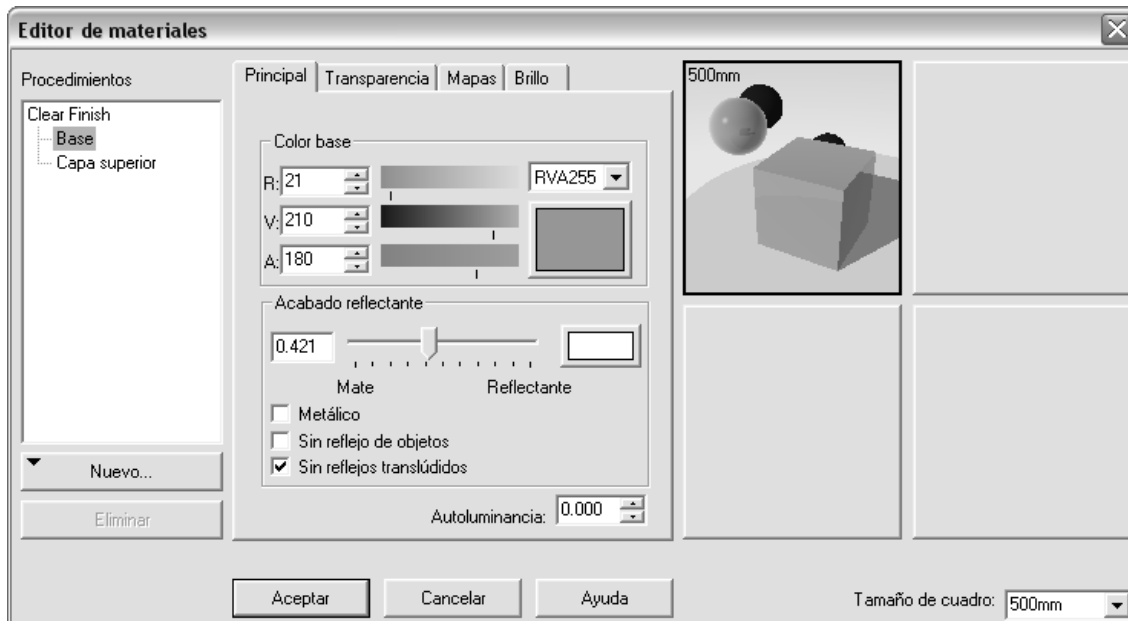 Editor de materiales
Procedimientos
Clear Finish
Base
Capa superior
Nuevo...
Eliminar
Principal
Transparencia
Mapas
Brillo
Color base
R: 21
RVA255
V: 210
A: 180
Acabado reflectante
0.421
Mate
Reflectante
Metálico
Sin reflejo de objetos
Sin reflejos translúdidos
Autoluminancia: 0.000
500mm
Aceptar
Cancelar
Ayuda
Tamaño de cuadro: 500mm